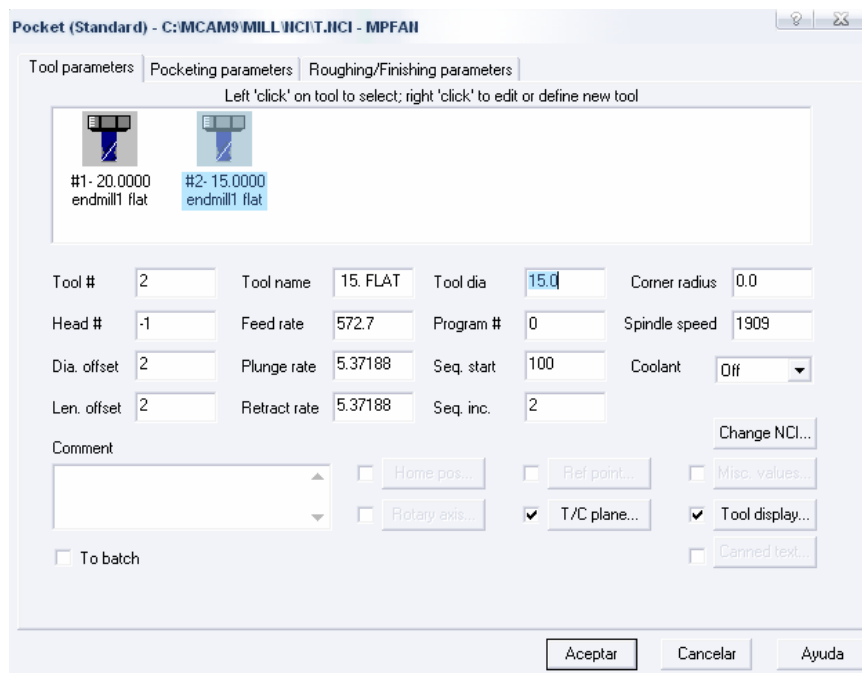 Pocket (Standard) - C:\MCAM9\MILL\NCI\T.NCI - MPFAN
Tool parameters Pocketing parameters Roughing/Finishing parameters
Left 'click' on tool to select; right 'click' to edit or define new tool
#1- 20.0000 #2- 15.0000
endmill1 flat endmill1 flat
Tool # 2 Tool name 15. FLAT Tool dia 15.0 Corner radius 0.0
Head # -1 Feed rate 572.7 Program # 0 Spindle speed 1909
Dia. offset 2 Plunge rate 5.37188 Seq. start 100 Coolant Off
Len. offset 2 Retract rate 5.37188 Seq. inc. 2
Change NCI...
Comment
Home pos... Ref point... Misc. values...
Rotary axis... T/C plane... Tool display...
To batch Canned text...
Aceptar Cancelar Ayuda